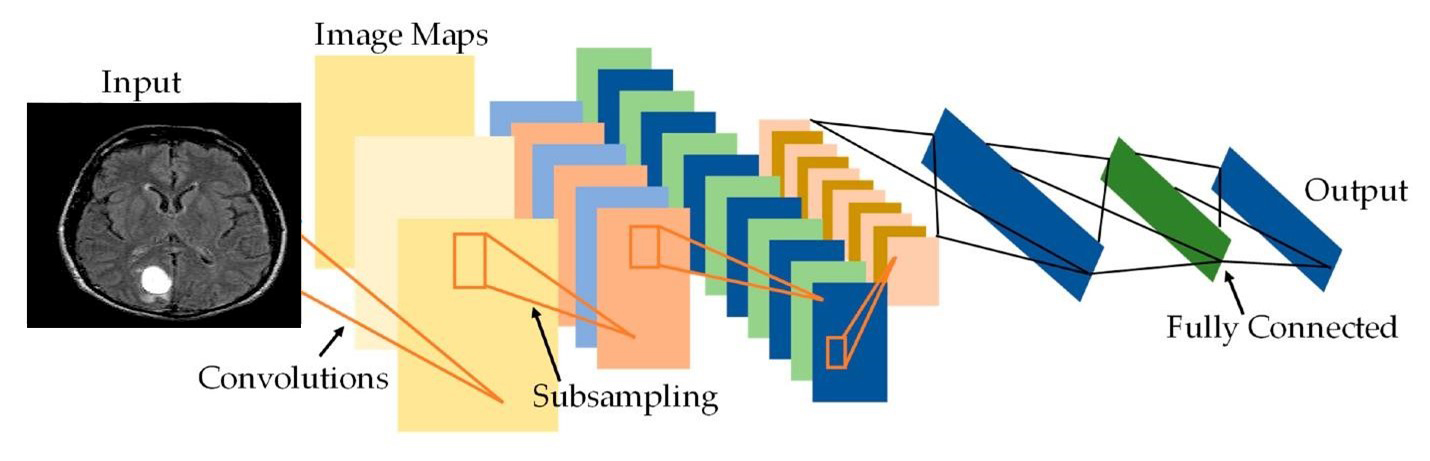 Input
Image Maps
Convolutions
Subsampling
Output
Fully Connected